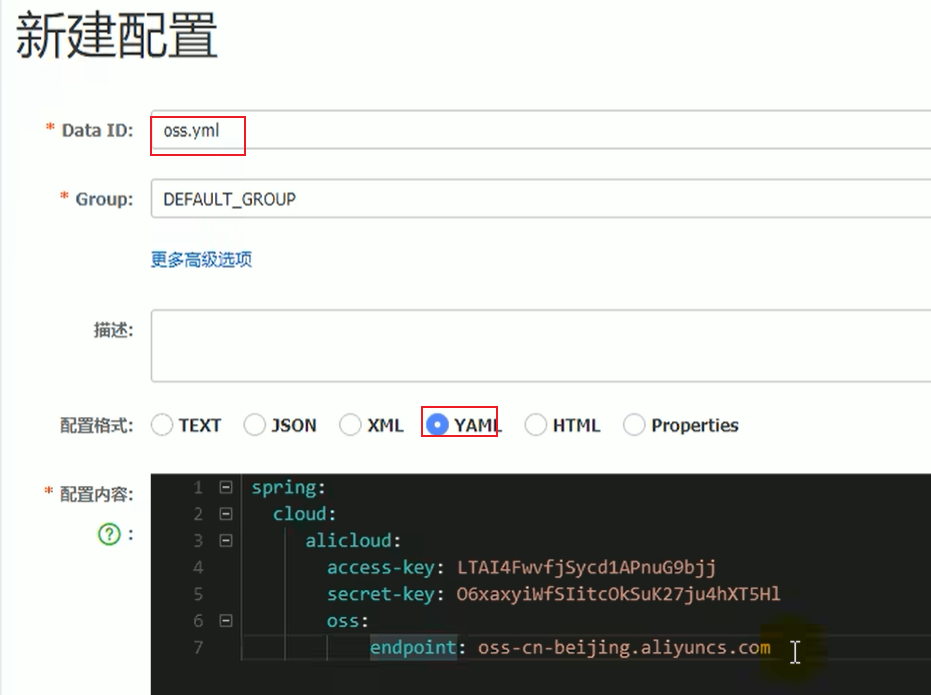 新建配置
* Data ID: oss.yml
* Group: DEFAULT_GROUP
更多高级选项
描述:
配置格式: TEXT JSON XML YAML HTML Properties
* 配置内容:
? :
1 spring:
2 cloud:
3 alicloud:
4 access-key: LTAI4FwvfjSycd1APnuG9bjj
5 secret-key: O6xaxyiWfSIitcOkSuK27ju4hXT5Hl
6 oss:
7 endpoint: oss-cn-beijing.aliyuncs.com